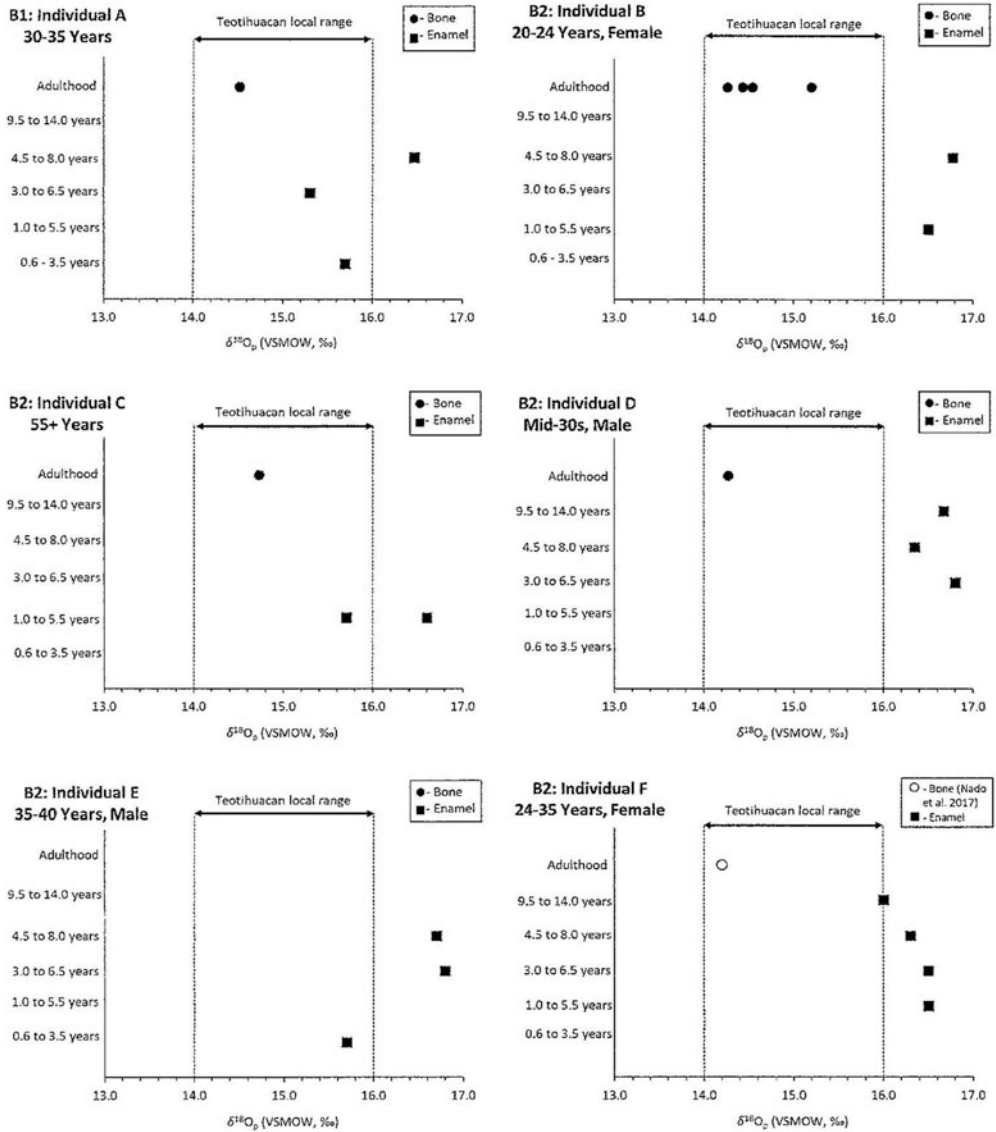 B1: Individual A
30-35 Years
Teotihuacan local range
- Bone
- Enamel
Adulthood
9.5 to 14.0 years
4.5 to 8.0 years
3.0 to 6.5 years
1.0 to 5.5 years
0.6 - 3.5 years
13.0 14.0 15.0 16.0 17.0
δ¹⁸Oₚ (VSMOW, ‰)
B2: Individual B
20-24 Years, Female
Teotihuacan local range
- Bone
- Enamel
Adulthood
9.5 to 14.0 years
4.5 to 8.0 years
3.0 to 6.5 years
1.0 to 5.5 years
0.6 - 3.5 years
13.0 14.0 15.0 16.0 17.0
δ¹⁸Oₚ (VSMOW, ‰)
B2: Individual C
55+ Years
Teotihuacan local range
- Bone
- Enamel
Adulthood
9.5 to 14.0 years
4.5 to 8.0 years
3.0 to 6.5 years
1.0 to 5.5 years
0.6 to 3.5 years
13.0 14.0 15.0 16.0 17.0
δ¹⁸Oₚ (VSMOW, ‰)
B2: Individual D
Mid-30s, Male
Teotihuacan local range
- Bone
- Enamel
Adulthood
9.5 to 14.0 years
4.5 to 8.0 years
3.0 to 6.5 years
1.0 to 5.5 years
0.6 to 3.5 years
13.0 14.0 15.0 16.0 17.0
δ¹⁸Oₚ (VSMOW, ‰)
B2: Individual E
35-40 Years, Male
Teotihuacan local range
- Bone
- Enamel
Adulthood
9.5 to 14.0 years
4.5 to 8.0 years
3.0 to 6.5 years
1.0 to 5.5 years
0.6 to 3.5 years
13.0 14.0 15.0 16.0 17.0
δ¹⁸Oₚ (VSMOW, ‰)
B2: Individual F
24-35 Years, Female
Teotihuacan local range
- Bone (Nado
et al. 2017)
- Enamel
Adulthood
9.5 to 14.0 years
4.5 to 8.0 years
3.0 to 6.5 years
1.0 to 5.5 years
0.6 to 3.5 years
13.0 14.0 15.0 16.0 17.0
δ¹⁸Oₚ (VSMOW, ‰)